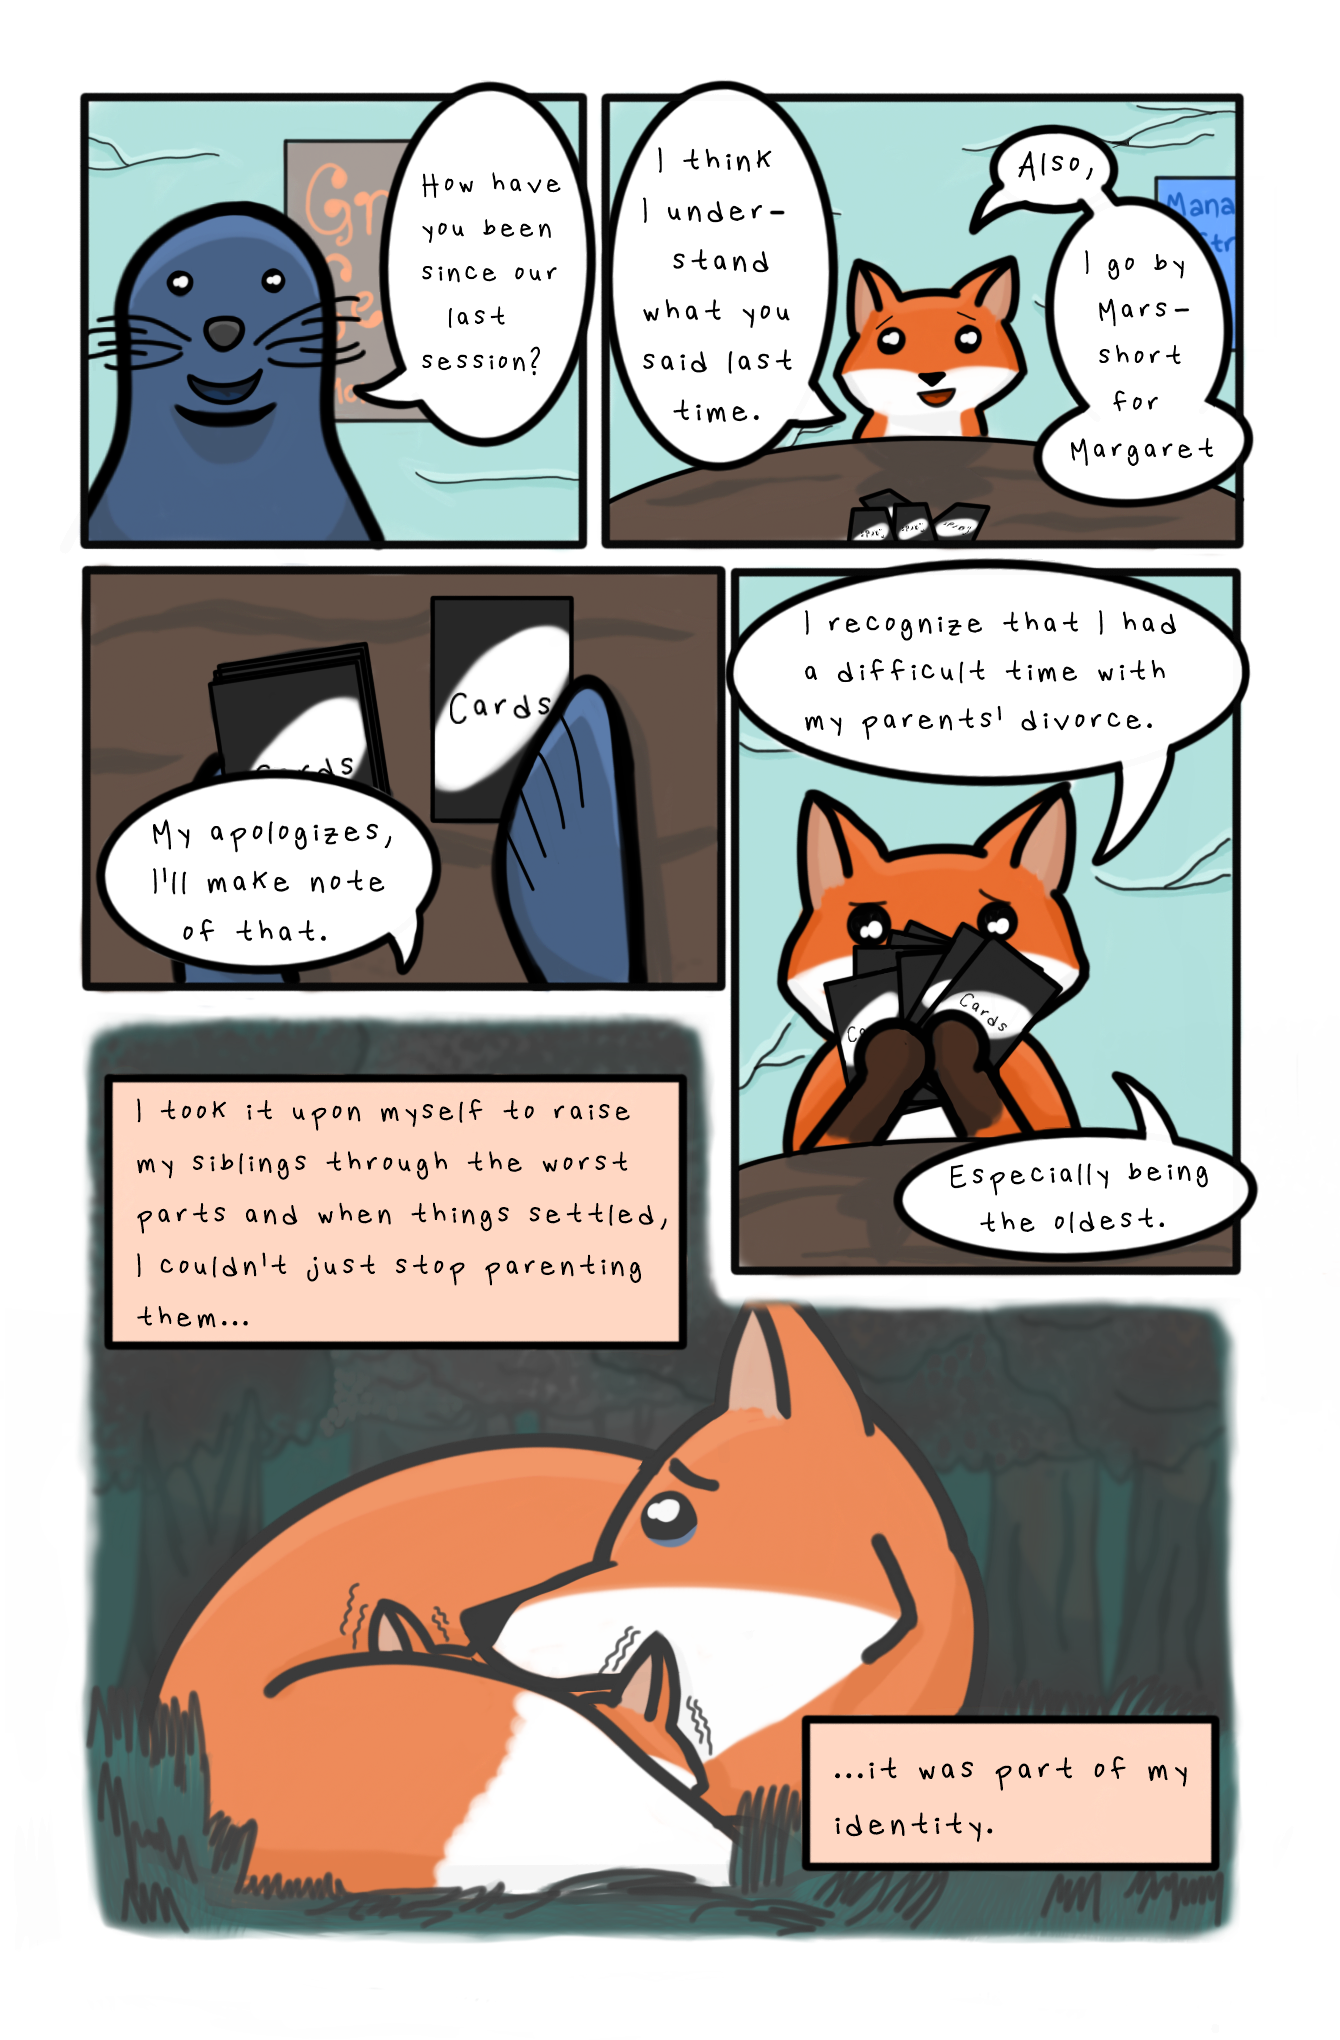 How have
you been
since our
last
session?
I think
I under-
stand
what you
said last
time.
Also,
I go by
Mars-
short
for
Margaret
Mana
Cards
Cards
My apologizes,
I'll make note
of that.
I recognize that I had
a difficult time with
my parents' divorce.
Cards
Especially being
the oldest.
I took it upon myself to raise
my siblings through the worst
parts and when things settled,
I couldn't just stop parenting
them...
...it was part of my
identity.